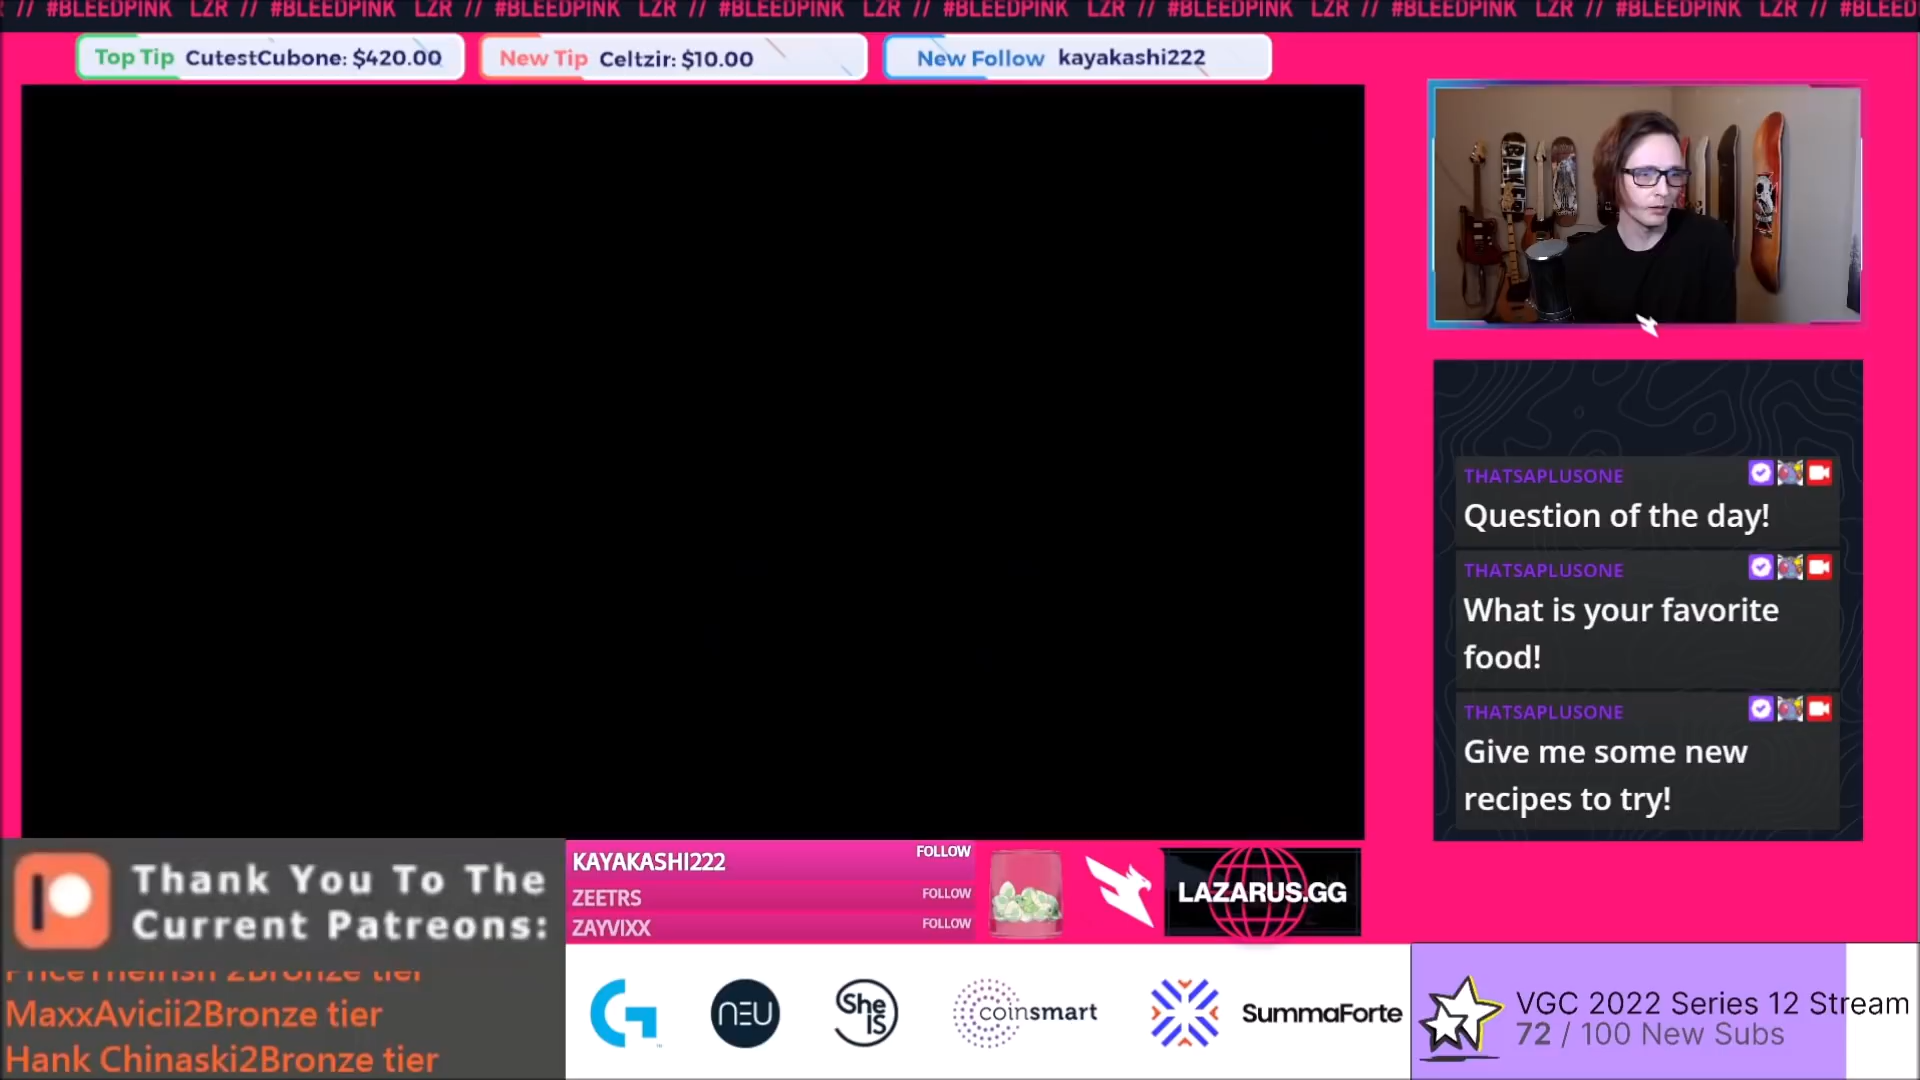 // #BLEEDPINK LZR // #BLEEDPINK LZR // #BLEEDPINK LZR // #BLEEDPINK LZR // #BLEEDPINK LZR // #BLEEDPINK LZR // #BLEEDPINK LZR // #BLEEDPINK LZR // #BLEED
Top Tip CutestCubone: $420.00
New Tip Celtzir: $10.00
New Follow kayakashi222
BAKER
THATSAPLUSONE
Question of the day!
THATSAPLUSONE
What is your favorite
food!
THATSAPLUSONE
Give me some new
recipes to try!
Thank You To The
Current Patreons:
MaxxAvicii2Bronze tier
Hank Chinaski2Bronze tier
KAYAKASHI222 FOLLOW
ZEETRS FOLLOW
ZAYVIXX FOLLOW
LAZARUS.GG
G
NEU
She
IS
coinsmart
SummaForte
VGC 2022 Series 12 Stream
72 / 100 New Subs